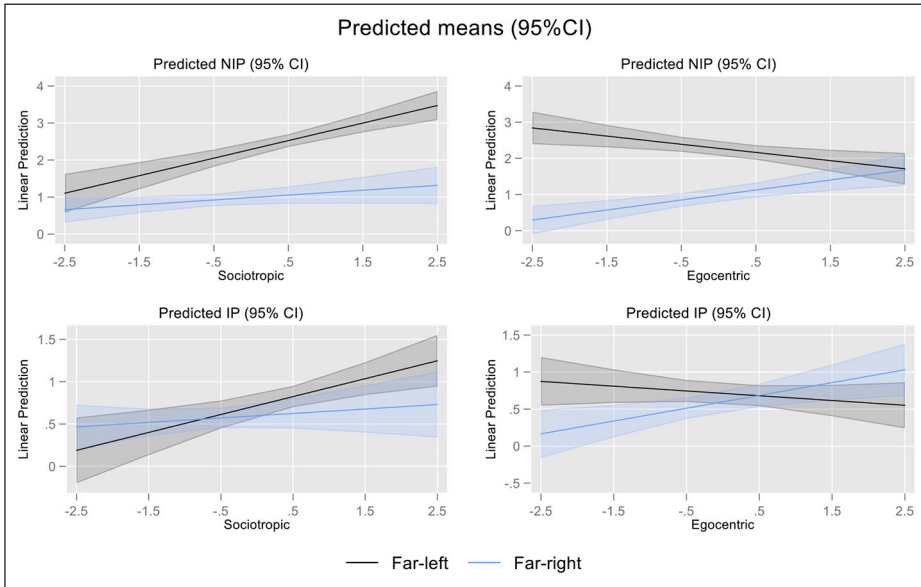 Predicted means (95%CI)
Predicted NIP (95% CI)
Linear Prediction
4
3
2
1
0
-2.5 -1.5 -.5 .5 1.5 2.5
Sociotropic
Predicted NIP (95% CI)
Linear Prediction
4
3
2
1
0
-2.5 -1.5 -.5 .5 1.5 2.5
Egocentric
Predicted IP (95% CI)
Linear Prediction
1.5
1
.5
0
-2.5 -1.5 -.5 .5 1.5 2.5
Sociotropic
Predicted IP (95% CI)
Linear Prediction
1.5
1
.5
0
-.5
-2.5 -1.5 -.5 .5 1.5 2.5
Egocentric
Far-left Far-right